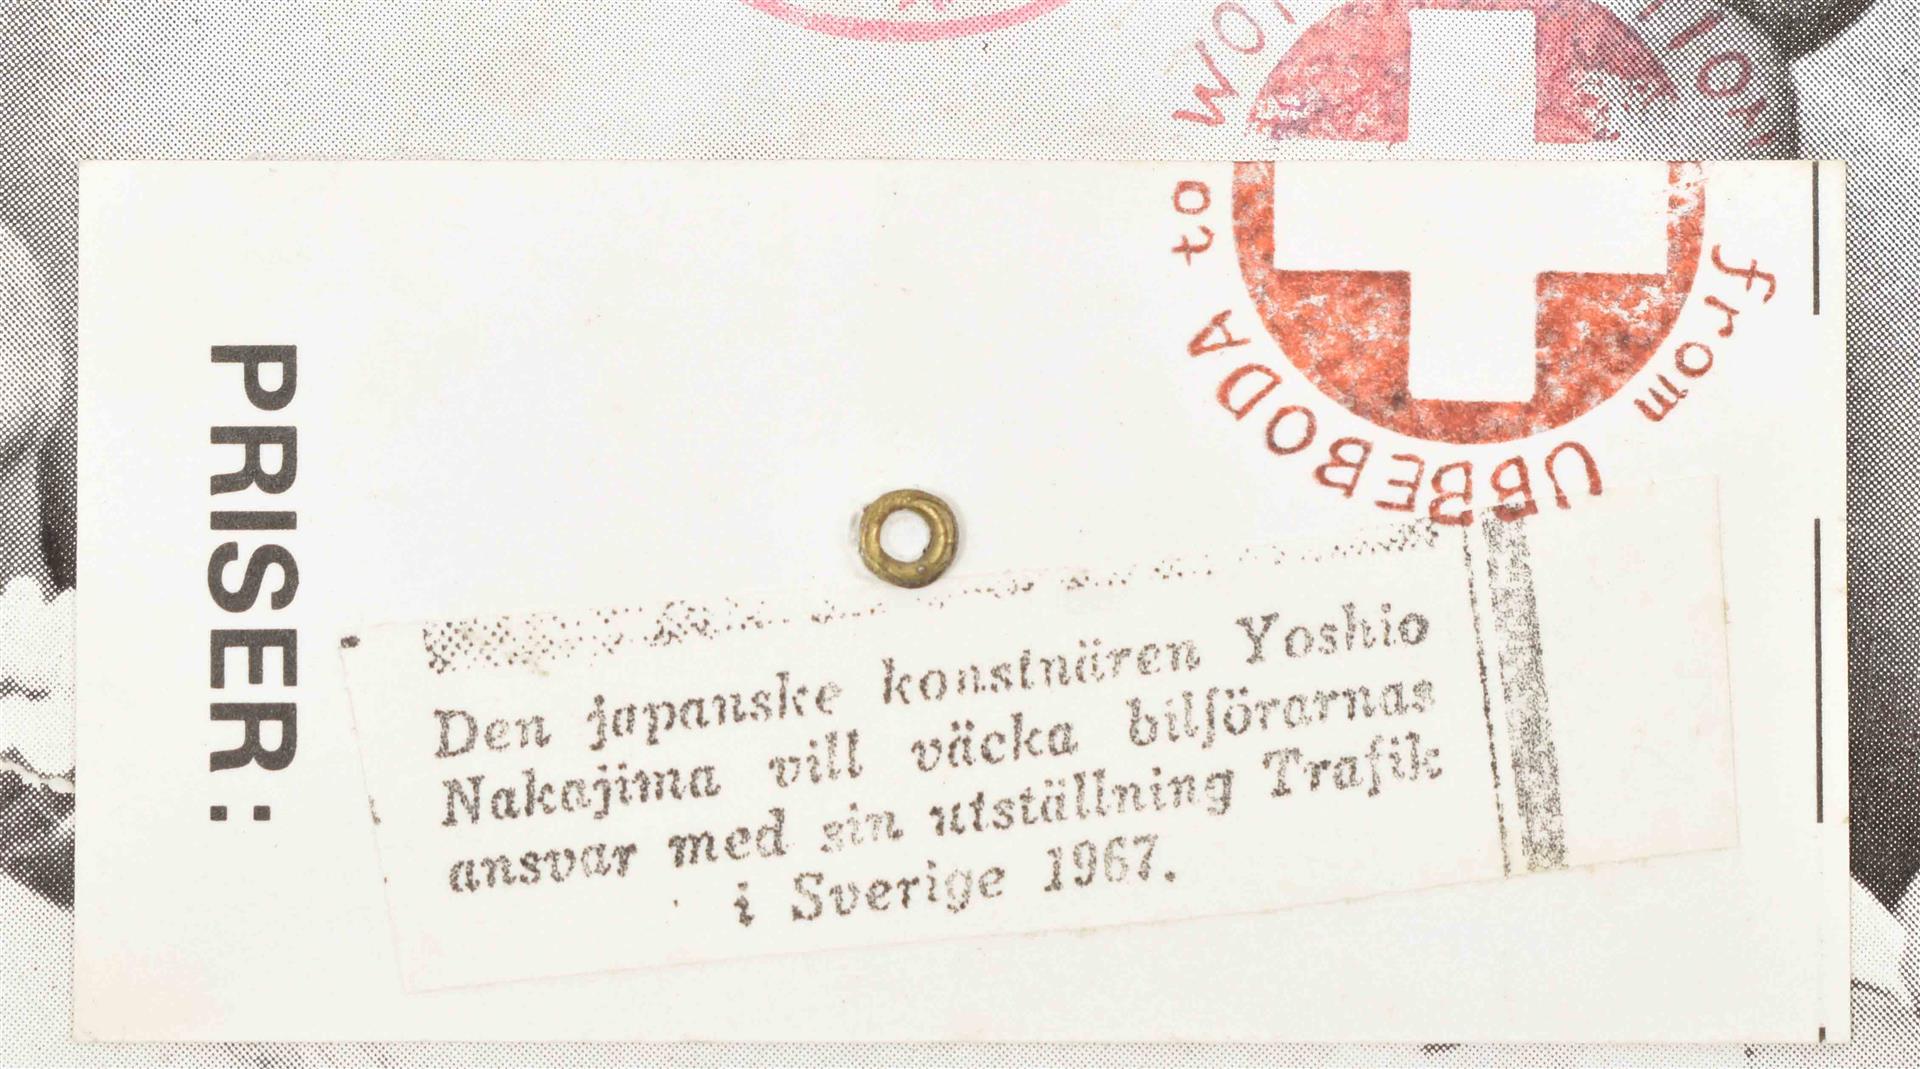 PRISER:
from UBBEBODA to
Den japanske konstnären Yoshio
Nakajima vill väcka bilförarnas
ansvar med sin utställning Trafik
i Sverige 1967.